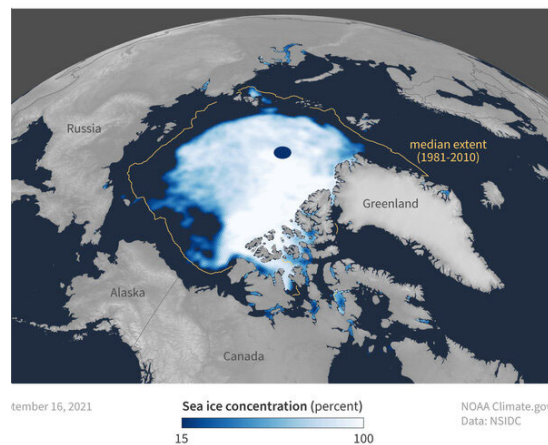 Russia
median extent
(1981-2010)
Greenland
Alaska
Canada
tember 16, 2021
Sea ice concentration (percent)
NOAA Climate.gov
Data: NSIDC
15
100